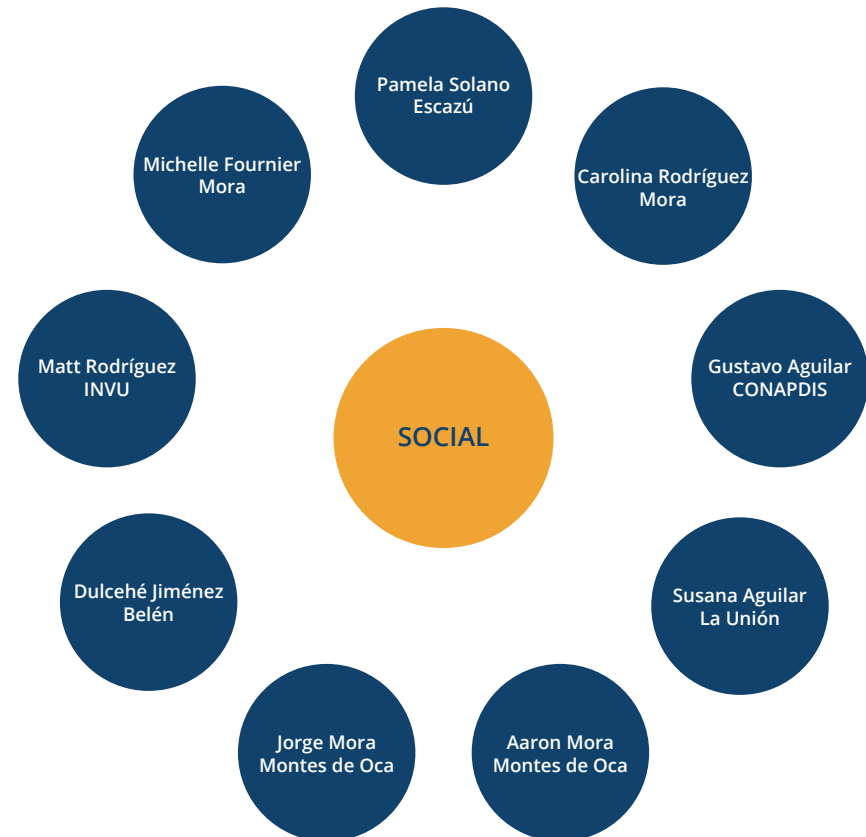 Pamela Solano
Escazú
Michelle Fournier
Mora
Carolina Rodríguez
Mora
Matt Rodríguez
INVU
Gustavo Aguilar
CONAPDIS
SOCIAL
Dulcehé Jiménez
Belén
Susana Aguilar
La Unión
Jorge Mora
Montes de Oca
Aaron Mora
Montes de Oca